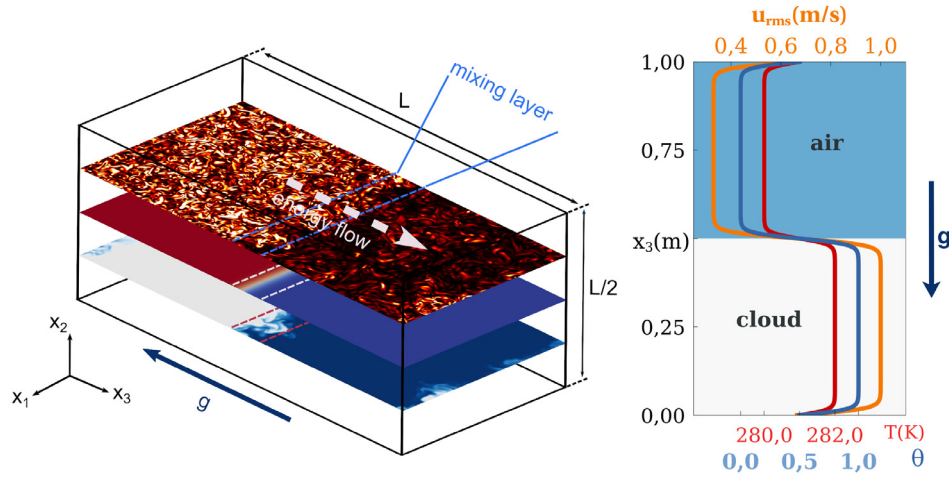 mixing layer
L
energy flow
L/2
x₂
x₁
x₃
g
u_rms(m/s)
0,4 0,6 0,8 1,0
1,00
air
0,75
x₃(m)
g
cloud
0,25
0,00
280,0 282,0 T(K)
0,0 0,5 1,0 θ